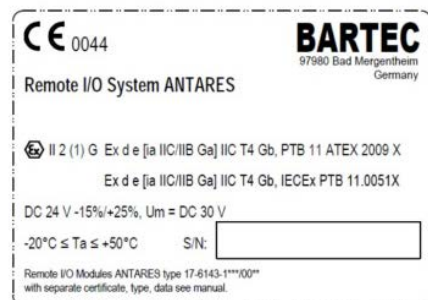 CE 0044
BARTEC
97980 Bad Mergentheim
Germany
Remote I/O System ANTARES
Ex II 2 (1) G Ex d e [ia IIC/IIB Ga] IIC T4 Gb, PTB 11 ATEX 2009 X
Ex d e [ia IIC/IIB Ga] IIC T4 Gb, IECEx PTB 11.0051X
DC 24 V -15%/+25%, Um = DC 30 V
-20°C ≤ Ta ≤ +50°C S/N:
Remote I/O Modules ANTARES type 17-6143-1***/00**
with separate certificate, type, data see manual.